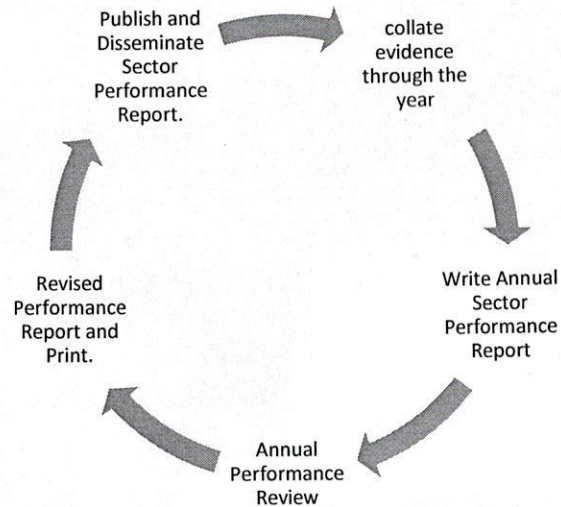 Publish and
Disseminate
Sector
Performance
Report.
collate
evidence
through the
year
Write Annual
Sector
Performance
Report
Annual
Performance
Review
Revised
Performance
Report and
Print.